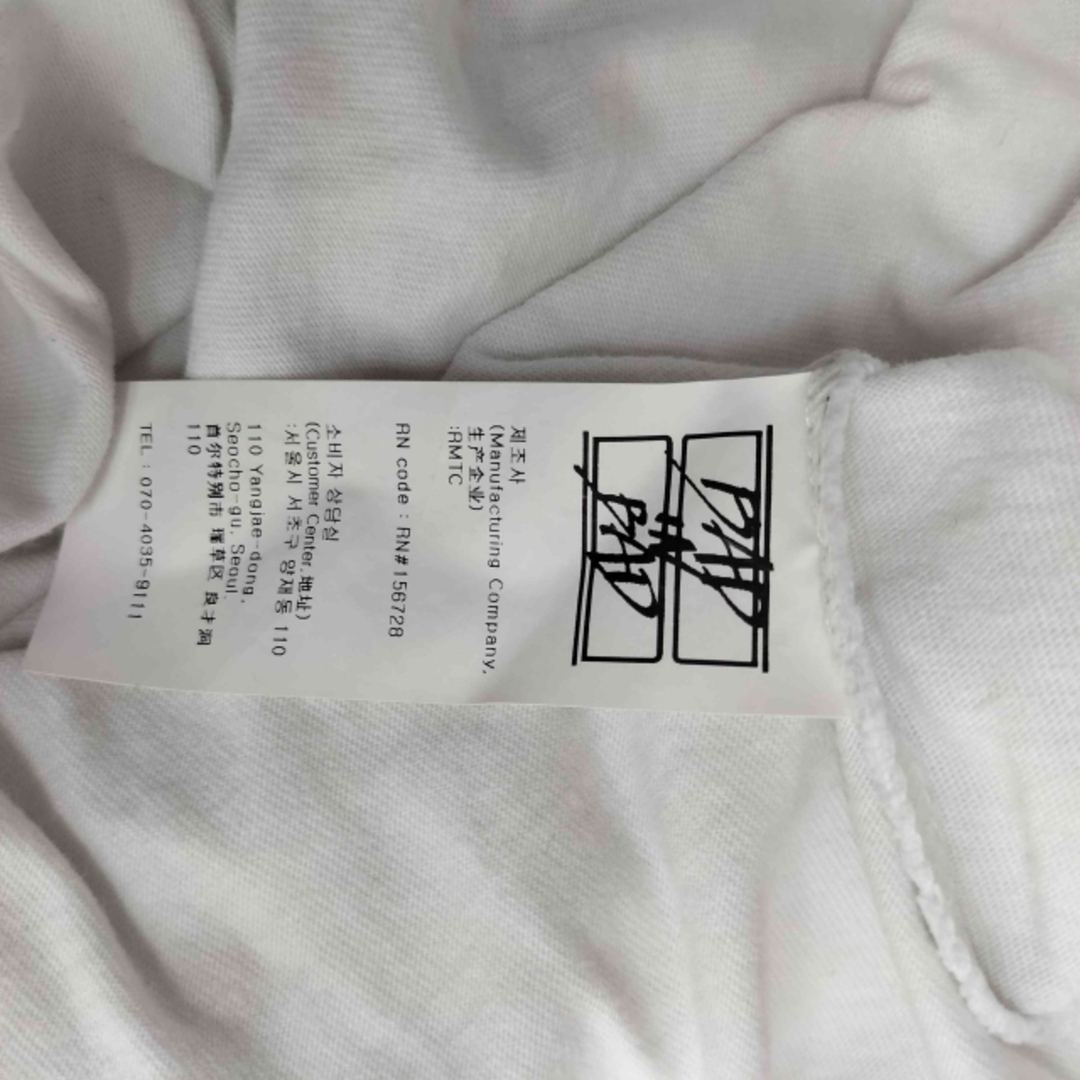 제조사
(Manufacturing Company,
生产企业)
:RMTC
RN code : RN#156728
소비자 상담실
(Customer Center,地址)
:서울시 서초구 양재동 110
110 Yangjae-dong,
Seocho-gu, Seoul.
首尔特别市 瑞草区 良才洞
110
TEL : 070-4035-9111